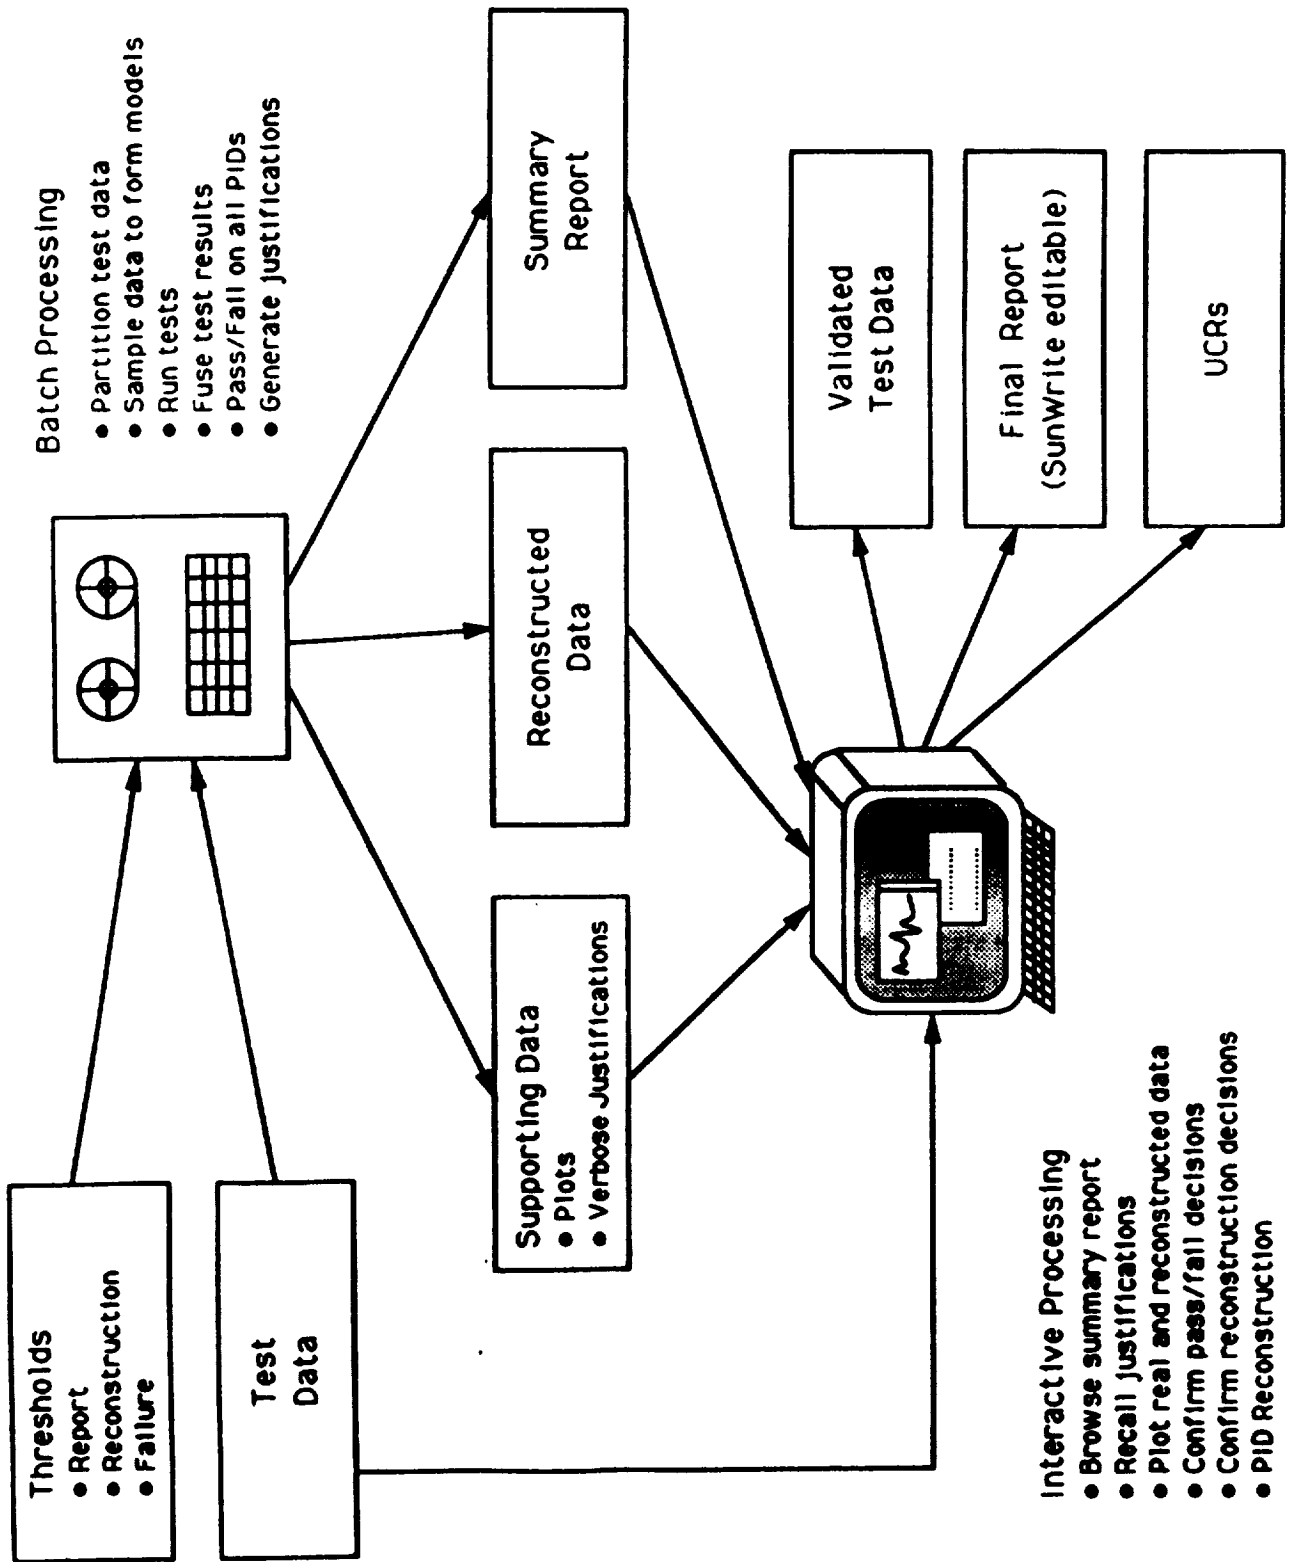 Thresholds
● Report
● Reconstruction
● Failure
Test
Data
Batch Processing
● Partition test data
● Sample data to form models
● Run tests
● Fuse test results
● Pass/Fail on all PIDs
● Generate justifications
Supporting Data
● Plots
● Verbose Justifications
Reconstructed
Data
Summary
Report
Interactive Processing
● Browse summary report
● Recall justifications
● Plot real and reconstructed data
● Confirm pass/fail decisions
● Confirm reconstruction decisions
● PID Reconstruction
Validated
Test Data
Final Report
(SunWrite editable)
UCRs